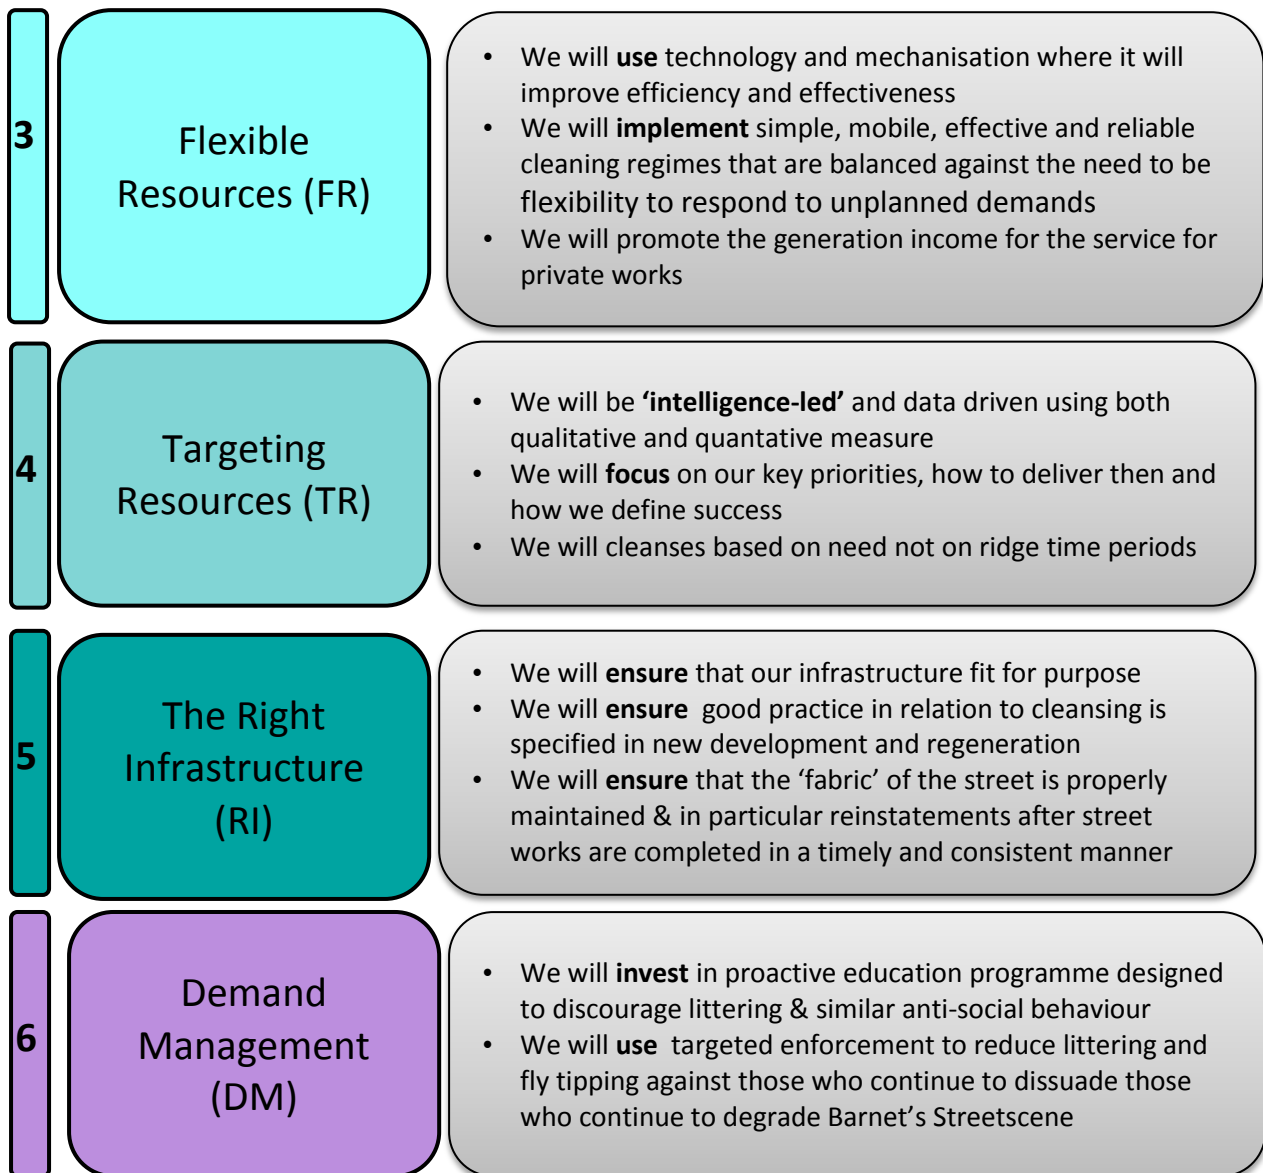 3
Flexible
Resources (FR)
• We will use technology and mechanisation where it will
improve efficiency and effectiveness
• We will implement simple, mobile, effective and reliable
cleaning regimes that are balanced against the need to be
flexibility to respond to unplanned demands
• We will promote the generation income for the service for
private works
4
Targeting
Resources (TR)
• We will be ‘intelligence-led’ and data driven using both
qualitative and quantative measure
• We will focus on our key priorities, how to deliver then and
how we define success
• We will cleanses based on need not on ridge time periods
5
The Right
Infrastructure
(RI)
• We will ensure that our infrastructure fit for purpose
• We will ensure good practice in relation to cleansing is
specified in new development and regeneration
• We will ensure that the ‘fabric’ of the street is properly
maintained & in particular reinstatements after street
works are completed in a timely and consistent manner
6
Demand
Management
(DM)
• We will invest in proactive education programme designed
to discourage littering & similar anti-social behaviour
• We will use targeted enforcement to reduce littering and
fly tipping against those who continue to dissuade those
who continue to degrade Barnet’s Streetscene